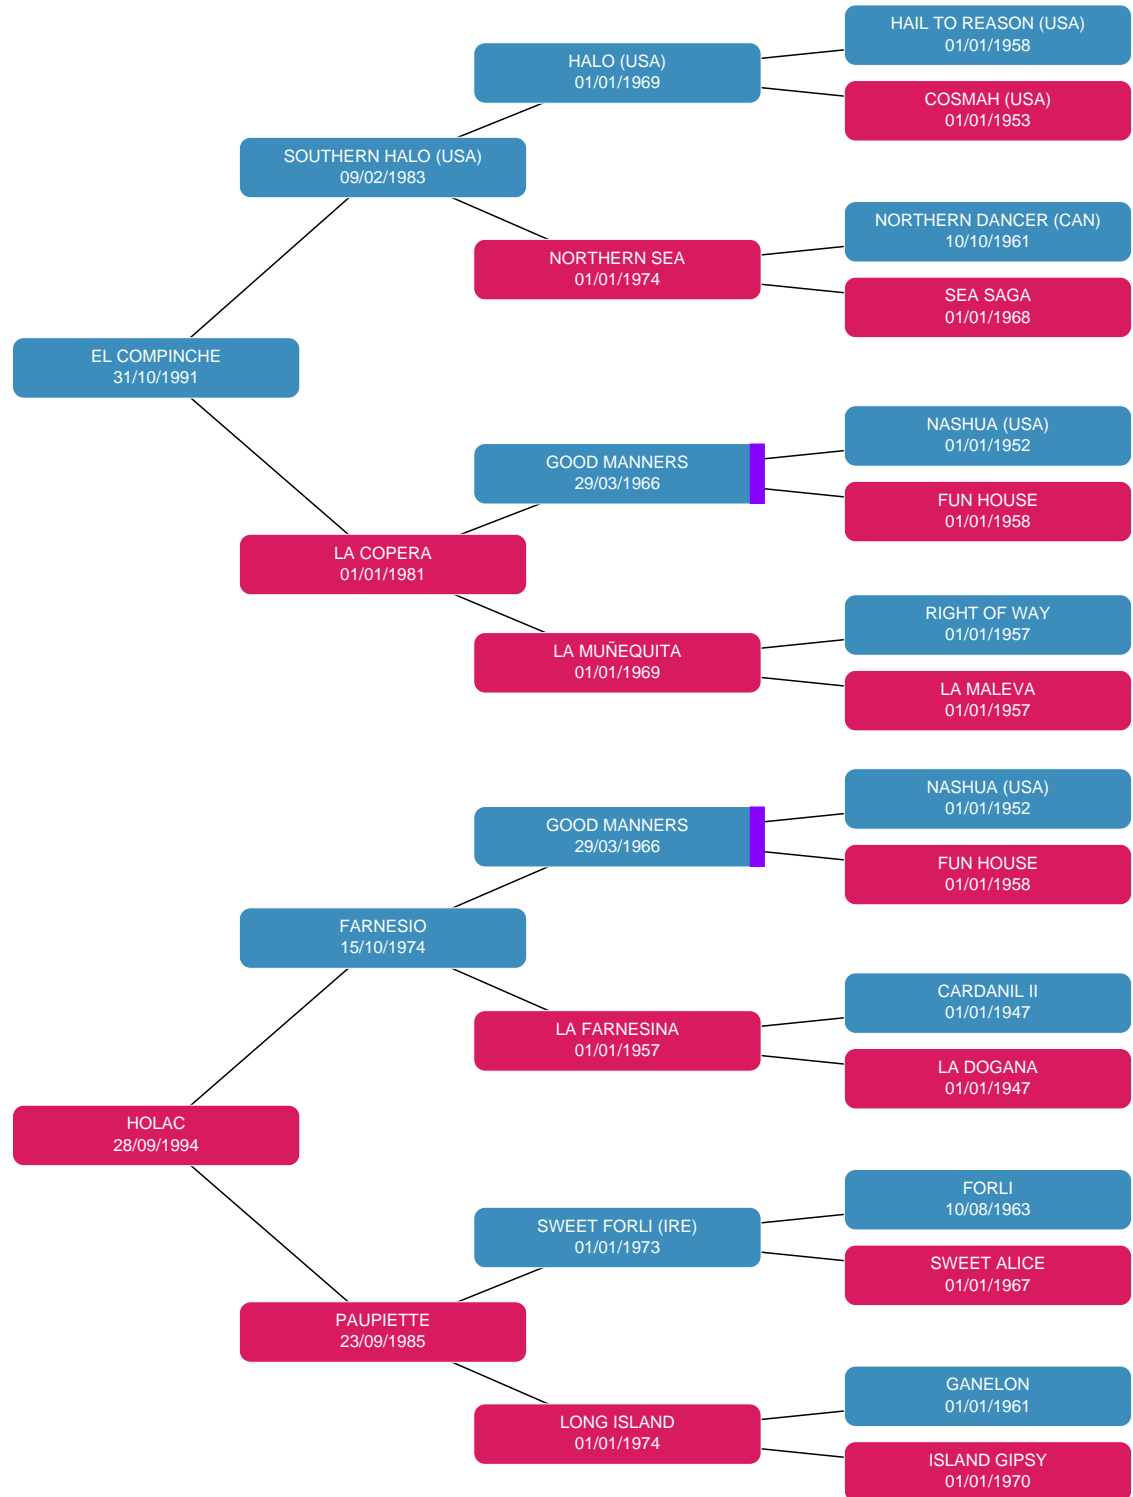 HAIL TO REASON (USA)
01/01/1958
HALO (USA)
01/01/1969
COSMAH (USA)
01/01/1953
SOUTHERN HALO (USA)
09/02/1983
NORTHERN DANCER (CAN)
10/10/1961
NORTHERN SEA
01/01/1974
SEA SAGA
01/01/1968
EL COMPINCHE
31/10/1991
NASHUA (USA)
01/01/1952
GOOD MANNERS
29/03/1966
FUN HOUSE
01/01/1958
LA COPERA
01/01/1981
RIGHT OF WAY
01/01/1957
LA MUÑEQUITA
01/01/1969
LA MALEVA
01/01/1957
NASHUA (USA)
01/01/1952
GOOD MANNERS
29/03/1966
FUN HOUSE
01/01/1958
FARNESIO
15/10/1974
CARDANIL II
01/01/1947
LA FARNESINA
01/01/1957
LA DOGANA
01/01/1947
HOLAC
28/09/1994
FORLI
10/08/1963
SWEET FORLI (IRE)
01/01/1973
SWEET ALICE
01/01/1967
PAUPIETTE
23/09/1985
GANELON
01/01/1961
LONG ISLAND
01/01/1974
ISLAND GIPSY
01/01/1970